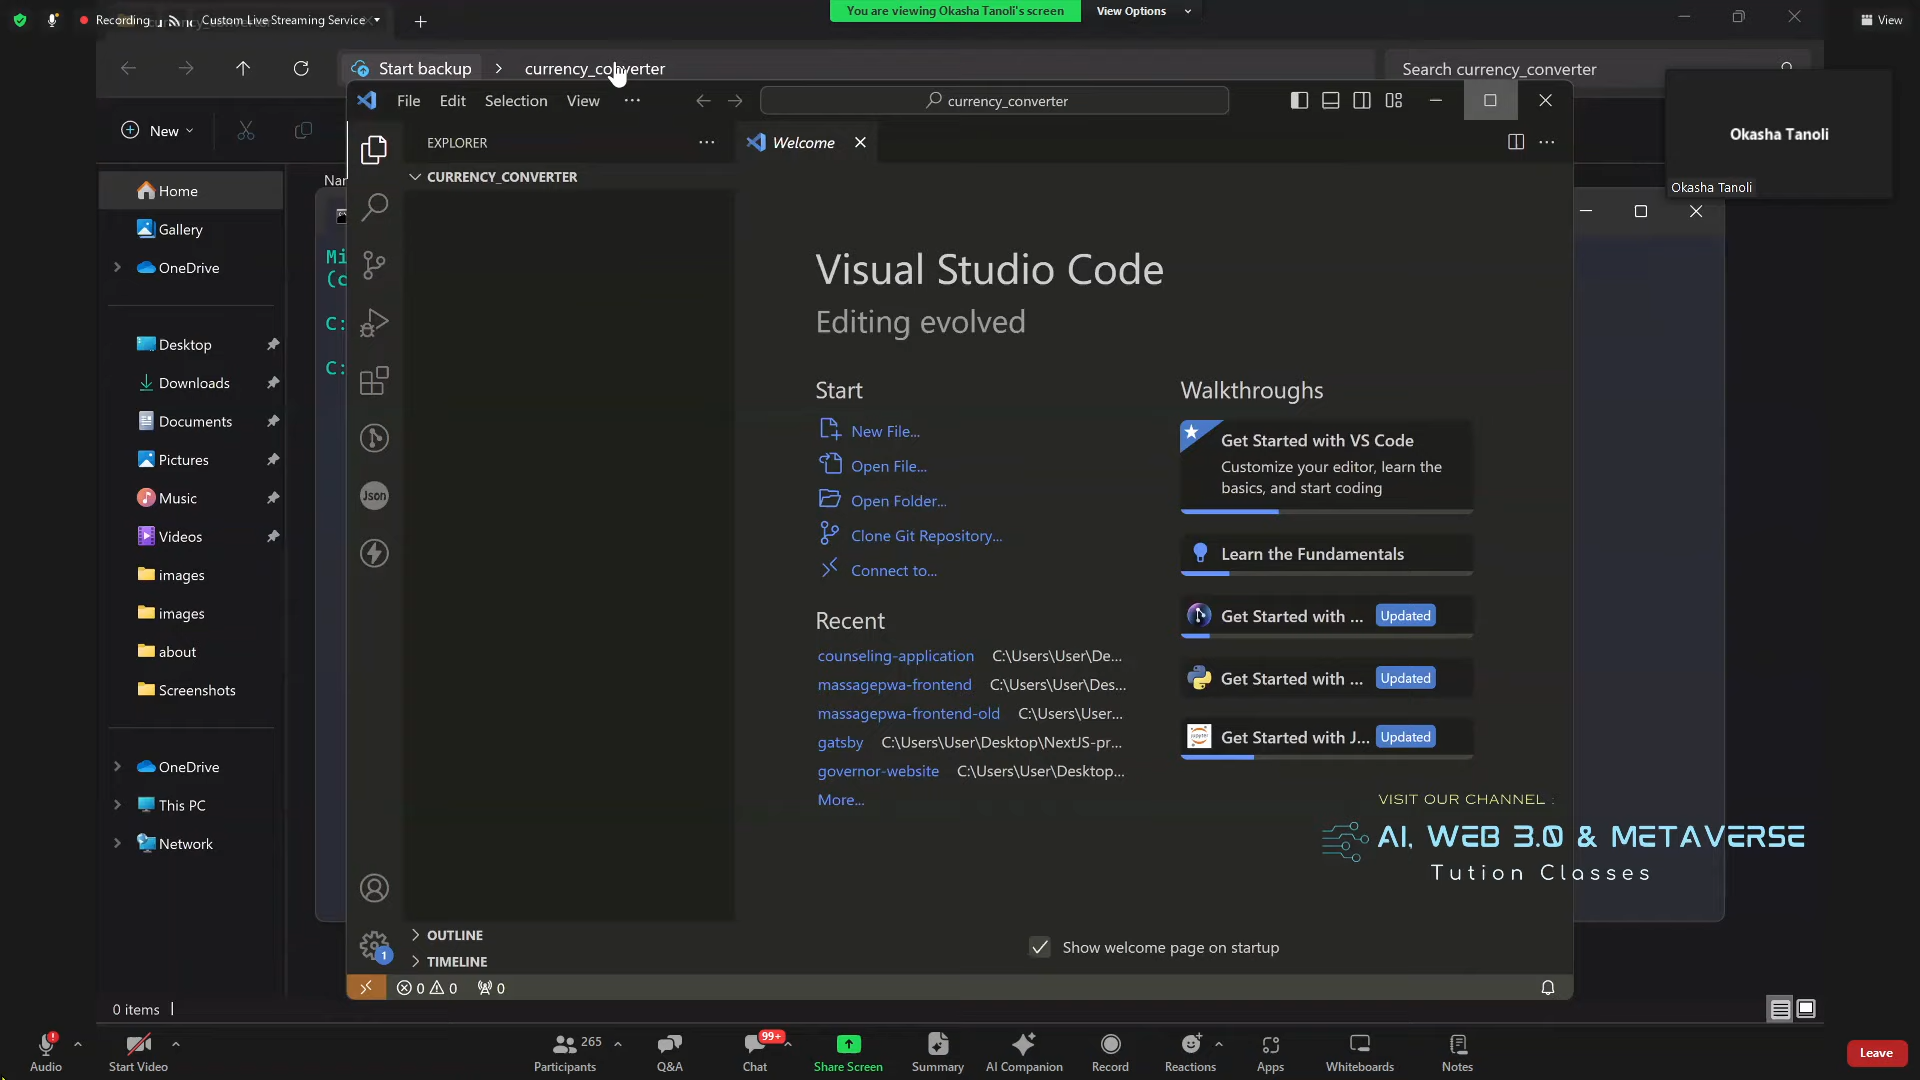 Recording
Custom Live Streaming Service
You are viewing Okasha Tanoli's screen
View Options
View
Start backup
currency_converter
Search currency_converter
File
Edit
Selection
View
currency_converter
Okasha Tanoli
Okasha Tanoli
New
EXPLORER
Welcome
CURRENCY_CONVERTER
Home
Gallery
OneDrive
Desktop
Downloads
Documents
Pictures
Music
Videos
images
images
about
Screenshots
OneDrive
This PC
Network
0 items
Mi
(c
C:
C:
Json
Visual Studio Code
Editing evolved
Start
New File...
Open File...
Open Folder...
Clone Git Repository...
Connect to...
Recent
counseling-application C:\Users\User\De...
massagepwa-frontend C:\Users\User\Des...
massagepwa-frontend-old C:\Users\User...
gatsby C:\Users\User\Desktop\NextJS-pr...
governor-website C:\Users\User\Desktop...
More...
Walkthroughs
Get Started with VS Code
Customize your editor, learn the
basics, and start coding
Learn the Fundamentals
Get Started with ... Updated
Get Started with ... Updated
Get Started with J... Updated
VISIT OUR CHANNEL :
AI, WEB 3.0 & METAVERSE
Tution Classes
OUTLINE
TIMELINE
1
Show welcome page on startup
0 0 0
Audio
Start Video
265
Participants
Q&A
99+
Chat
Share Screen
Summary
AI Companion
Record
Reactions
Apps
Whiteboards
Notes
Leave